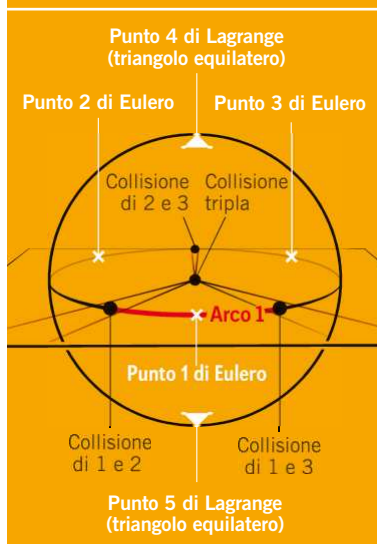 Punto 4 di Lagrange
(triangolo equilatero)
Punto 2 di Eulero
Punto 3 di Eulero
Collisione
di 2 e 3
Collisione
tripla
Arco 1
Punto 1 di Eulero
Collisione
di 1 e 2
Collisione
di 1 e 3
Punto 5 di Lagrange
(triangolo equilatero)